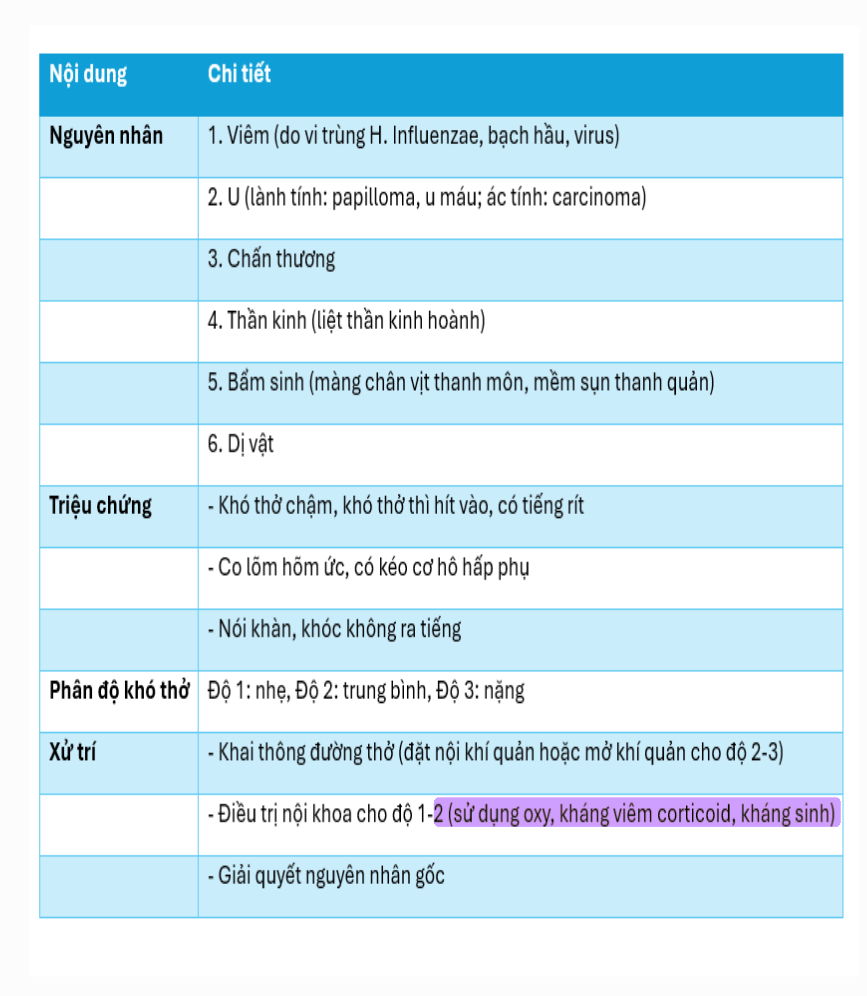 Nội dung Chi tiết
Nguyên nhân 1. Viêm (do vi trùng H. Influenzae, bạch hầu, virus)
2. U (lành tính: papilloma, u máu; ác tính: carcinoma)
3. Chấn thương
4. Thần kinh (liệt thần kinh hoành)
5. Bẩm sinh (màng chân vịt thanh môn, mềm sụn thanh quản)
6. Dị vật
Triệu chứng - Khó thở chậm, khó thở thì hít vào, có tiếng rít
- Co lõm hõm ức, có kéo cơ hô hấp phụ
- Nói khàn, khóc không ra tiếng
Phân độ khó thở Độ 1: nhẹ, Độ 2: trung bình, Độ 3: nặng
Xử trí - Khai thông đường thở (đặt nội khí quản hoặc mở khí quản cho độ 2-3)
- Điều trị nội khoa cho độ 1-2 (sử dụng oxy, kháng viêm corticoid, kháng sinh)
- Giải quyết nguyên nhân gốc